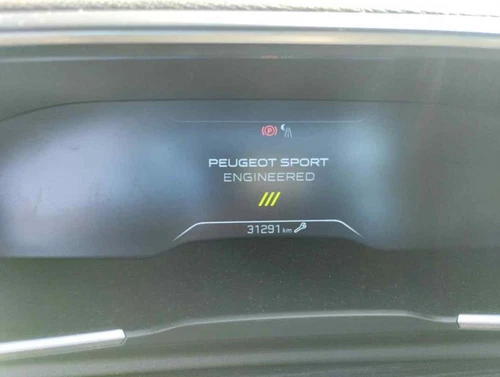 P
PEUGEOT SPORT
ENGINEERED
31291 km